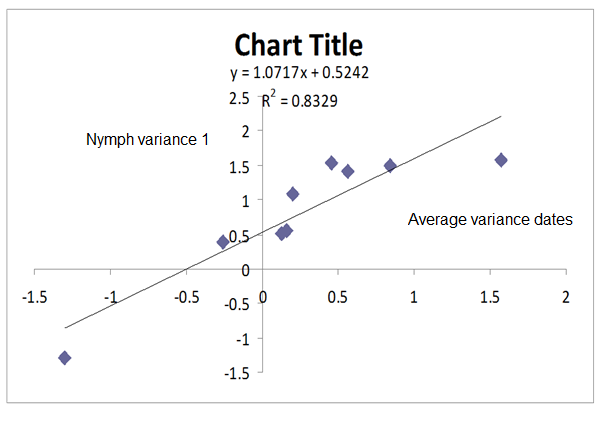 Chart Title
y = 1.0717x + 0.5242
R² = 0.8329
2.5
2
Nymph variance 1
1.5
1
Average variance dates
0.5
0
-1.5 -1 -0.5 0 0.5 1 1.5 2
-0.5
-1
-1.5